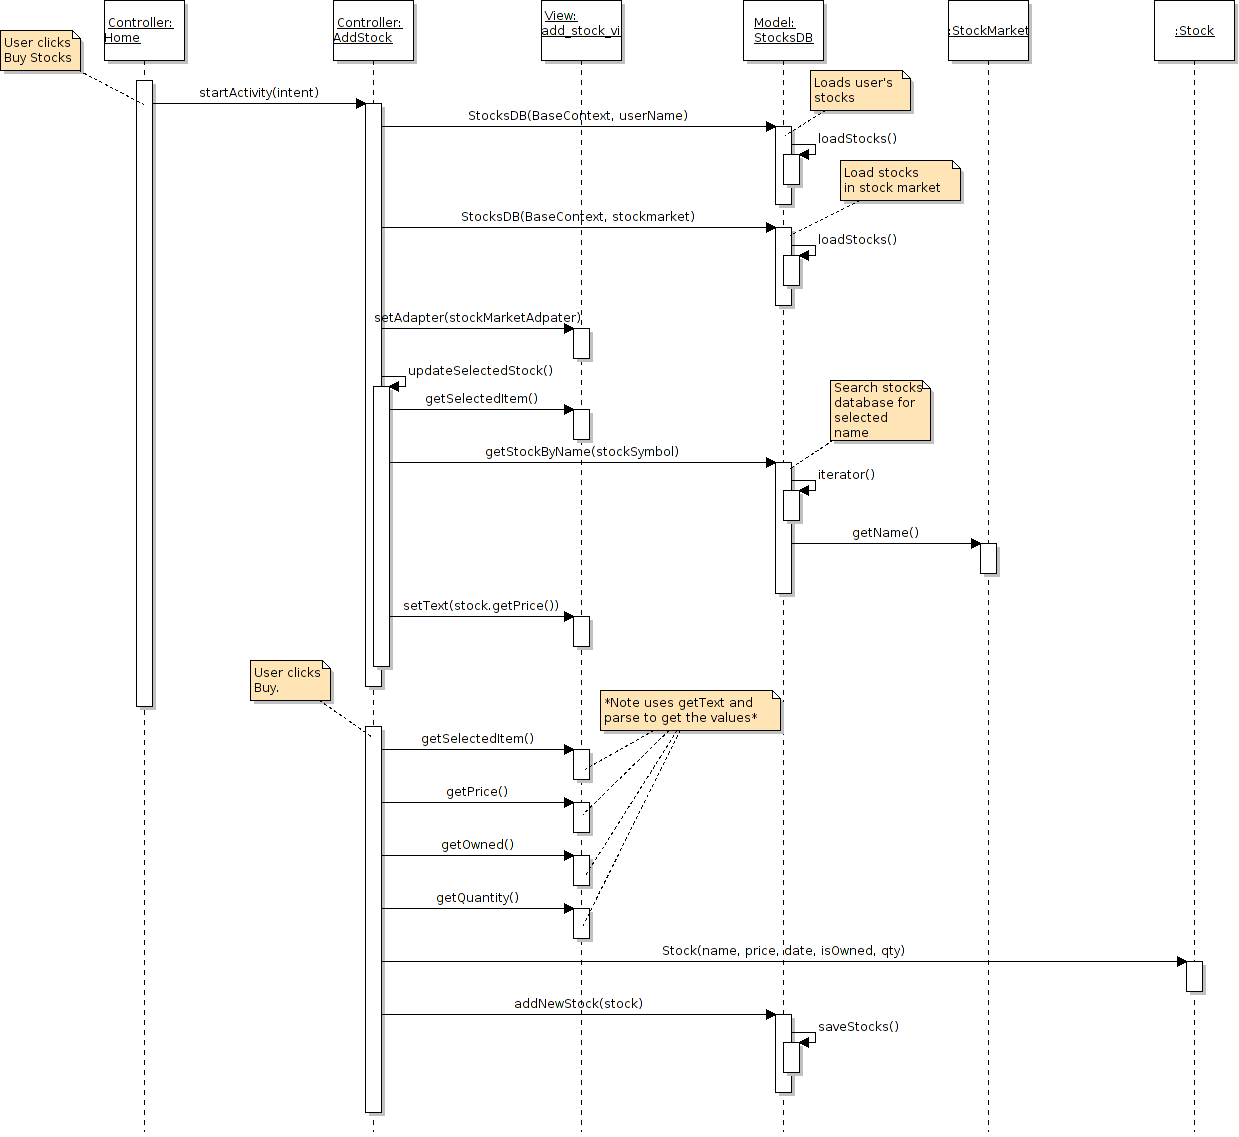 Controller:
Home
Controller:
AddStock
View:
add_stock_vi
Model:
StocksDB
:StockMarket
:Stock
User clicks
Buy Stocks
startActivity(intent)
Loads user's
stocks
StocksDB(BaseContext, userName)
loadStocks()
Load stocks
in stock market
StocksDB(BaseContext, stockmarket)
loadStocks()
setAdapter(stockMarketAdpater)
updateSelectedStock()
getSelectedItem()
Search stocks
database for
selected
name
getStockByName(stockSymbol)
iterator()
getName()
setText(stock.getPrice())
User clicks
Buy.
*Note uses getText and
parse to get the values*
getSelectedItem()
getPrice()
getOwned()
getQuantity()
Stock(name, price, date, isOwned, qty)
addNewStock(stock)
saveStocks()